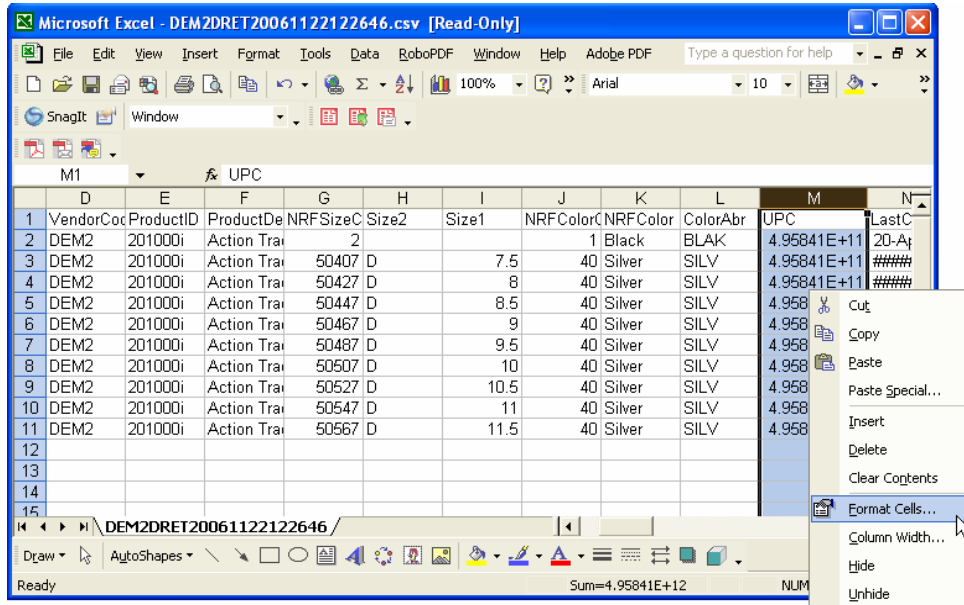 Microsoft Excel - DEM2DRET20061122122646.csv [Read-Only]
File Edit View Insert Format Tools Data RoboPDF Window Help Adobe PDF Type a question for help
100% Arial 10
SnagIt Window
M1 fx UPC
D E F G H I J K L M N
1 VendorCod ProductID ProductDe NRFSizeC Size2 Size1 NRFColorC NRFColor ColorAbr UPC LastC
2 DEM2 201000i Action Tra 2 1 Black BLAK 4.95841E+11 20-Ap
3 DEM2 201000i Action Tra 50407 D 7.5 40 Silver SILV 4.95841E+11 #####
4 DEM2 201000i Action Tra 50427 D 8 40 Silver SILV 4.95841E+11 #####
5 DEM2 201000i Action Tra 50447 D 8.5 40 Silver SILV 4.958
6 DEM2 201000i Action Tra 50467 D 9 40 Silver SILV 4.958
7 DEM2 201000i Action Tra 50487 D 9.5 40 Silver SILV 4.958
8 DEM2 201000i Action Tra 50507 D 10 40 Silver SILV 4.958
9 DEM2 201000i Action Tra 50527 D 10.5 40 Silver SILV 4.958
10 DEM2 201000i Action Tra 50547 D 11 40 Silver SILV 4.958
11 DEM2 201000i Action Tra 50567 D 11.5 40 Silver SILV 4.958
12
13
14
15
Cut
Copy
Paste
Paste Special...
Insert
Delete
Clear Contents
Format Cells...
Column Width...
Hide
Unhide
DEM2DRET20061122122646
Draw AutoShapes
Ready Sum=4.95841E+12 NUM